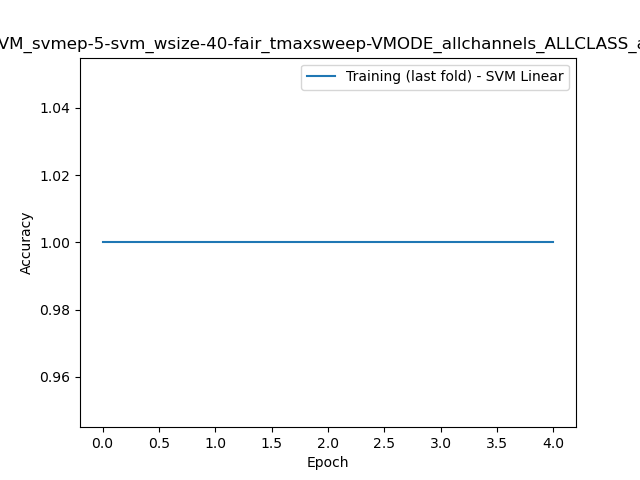 VM_svmep-5-svm_wsize-40-fair_tmaxsweep-VMODE_allchannels_ALLCLASS_a
Training (last fold) - SVM Linear
1.04
1.02
1.00
0.98
0.96
Accuracy
0.0 0.5 1.0 1.5 2.0 2.5 3.0 3.5 4.0
Epoch